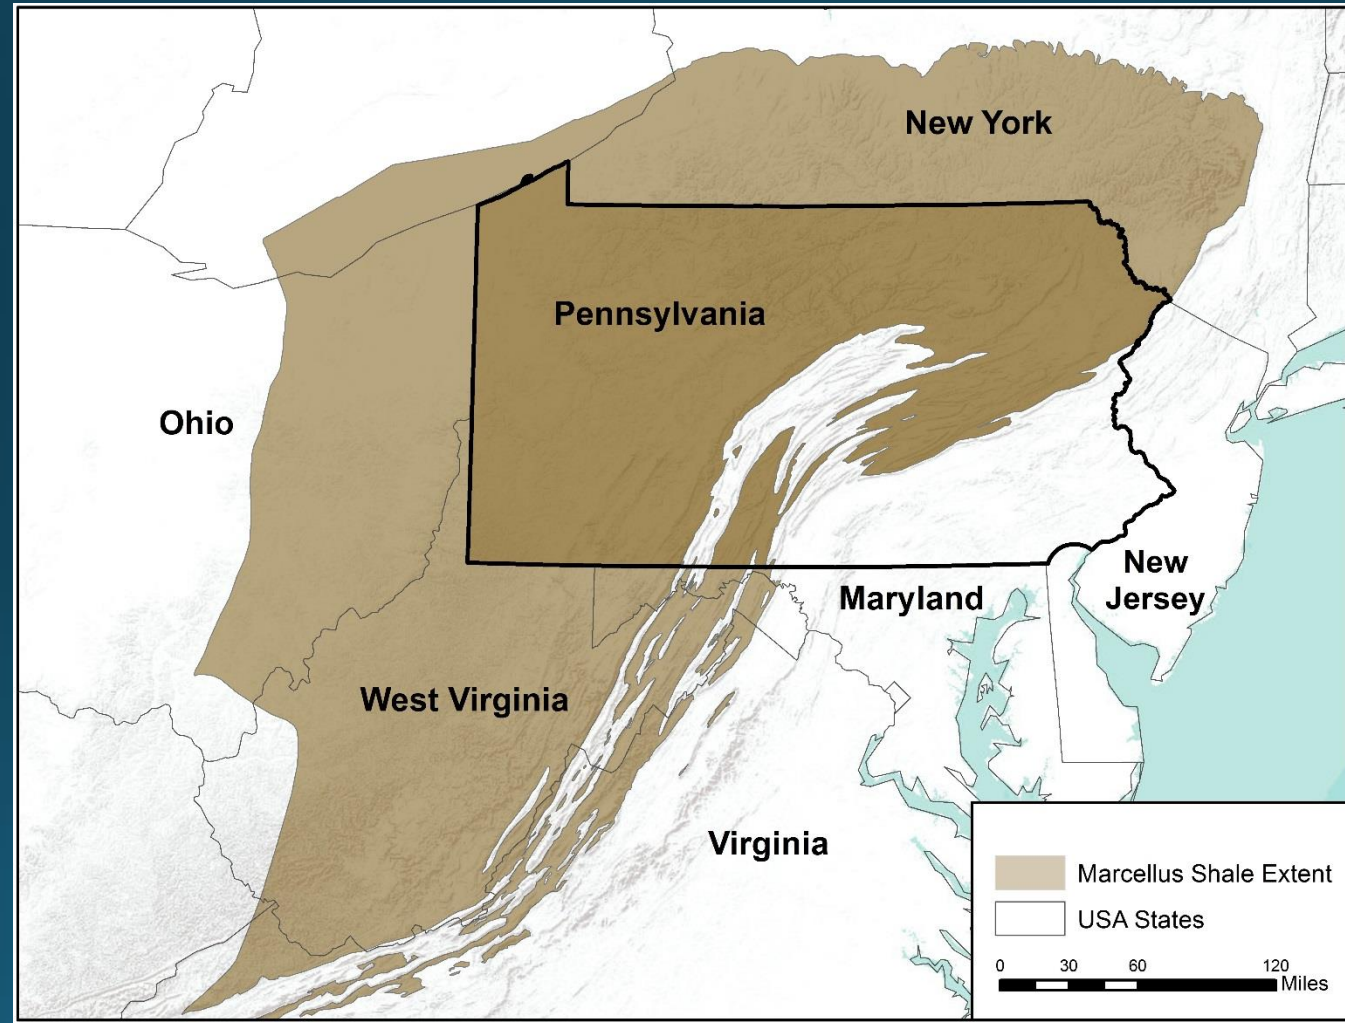 New York
Pennsylvania
Ohio
New
Jersey
Maryland
West Virginia
Virginia
Marcellus Shale Extent
USA States
0 30 60 120
Miles